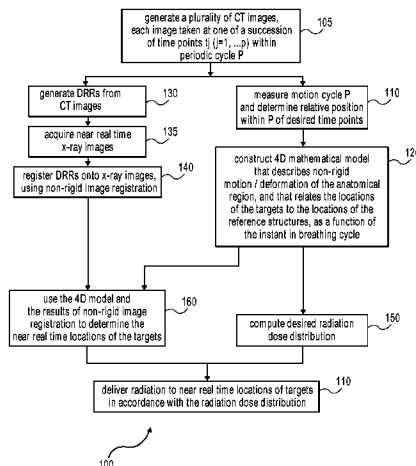 generate a plurality of CT images,
each image taken at one of a succession
of time points tj {j=1, ...p) within
periodic cycle P
105
generate DRRs from
CT images
130
measure motion cycle P
and determine relative position
within P of desired time points
110
acquire near real time
x-ray images
135
register DRRs onto x-ray images,
using non-rigid image registration
140
construct 4D mathematical model
that describes non-rigid
motion / deformation of the anatomical
region, and that relates the locations
of the targets to the locations of the
reference structures, as a function
of the instant in breathing cycle
use the 4D model and
the results of non-rigid image
registration to determine the
near real time locations of the targets
160
compute desired radiation
dose distribution
150
deliver radiation to near real time locations of targets
in accordance with the radiation dose distribution
110
100